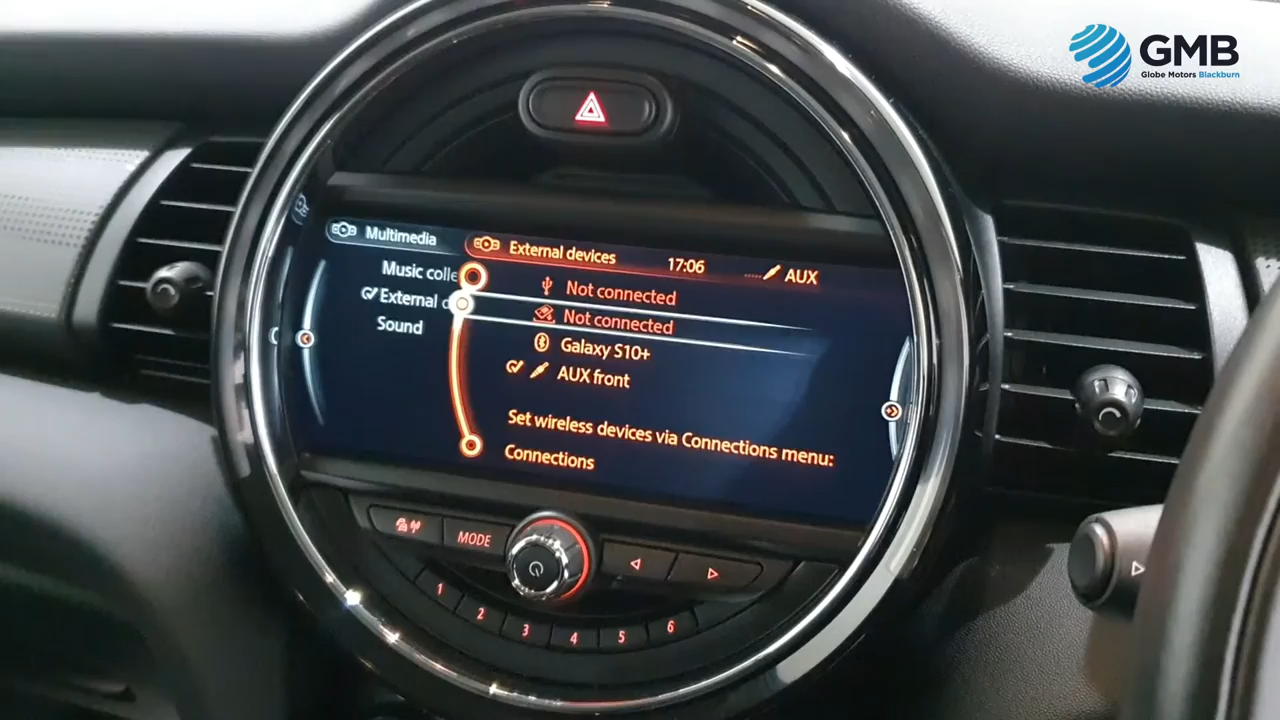 GMB
Globe Motors Blackburn
Multimedia
External devices
17:06
AUX
Music colle
Not connected
External d
Not connected
Sound
Galaxy S10+
AUX front
Set wireless devices via Connections menu:
Connections
MODE
1
2
3
4
5
6